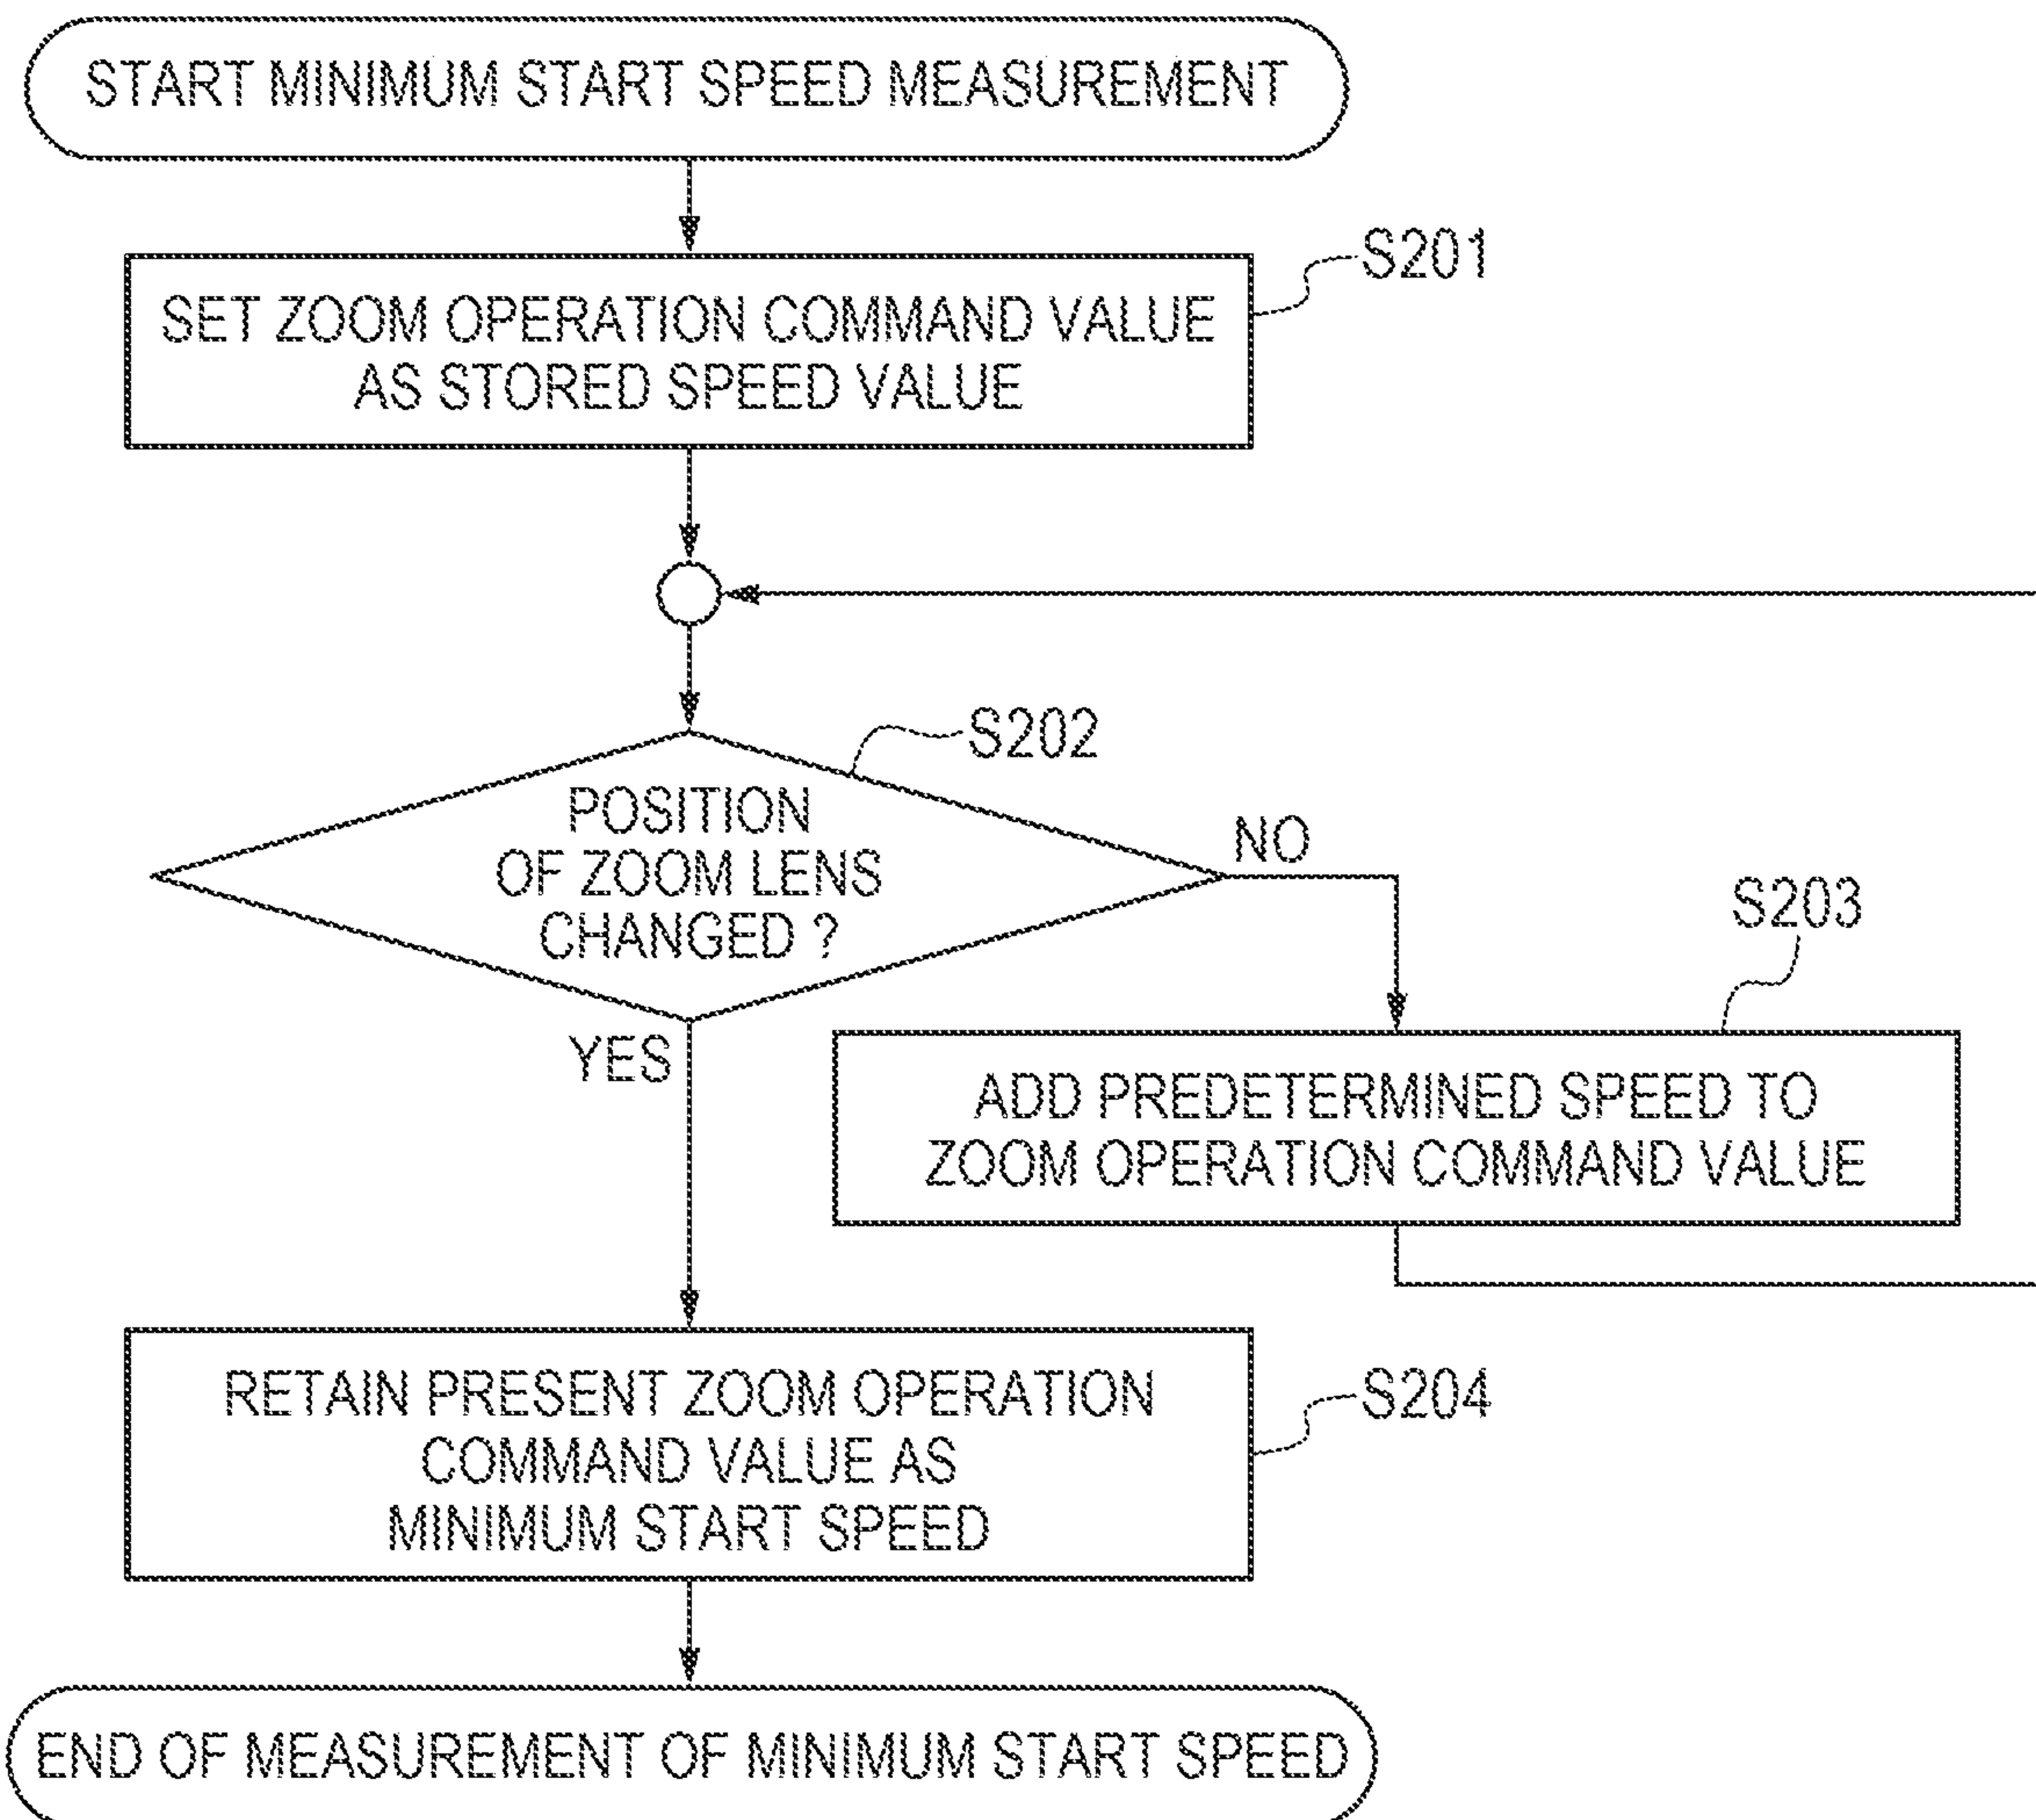 START MINIMUM START SPEED MEASUREMENT
S201
SET ZOOM OPERATION COMMAND VALUE
AS STORED SPEED VALUE
S202
POSITION
OF ZOOM LENS
CHANGED ?
NO
S203
YES
ADD PREDETERMINED SPEED TO
ZOOM OPERATION COMMAND VALUE
RETAIN PRESENT ZOOM OPERATION
COMMAND VALUE AS
MINIMUM START SPEED
S204
END OF MEASUREMENT OF MINIMUM START SPEED